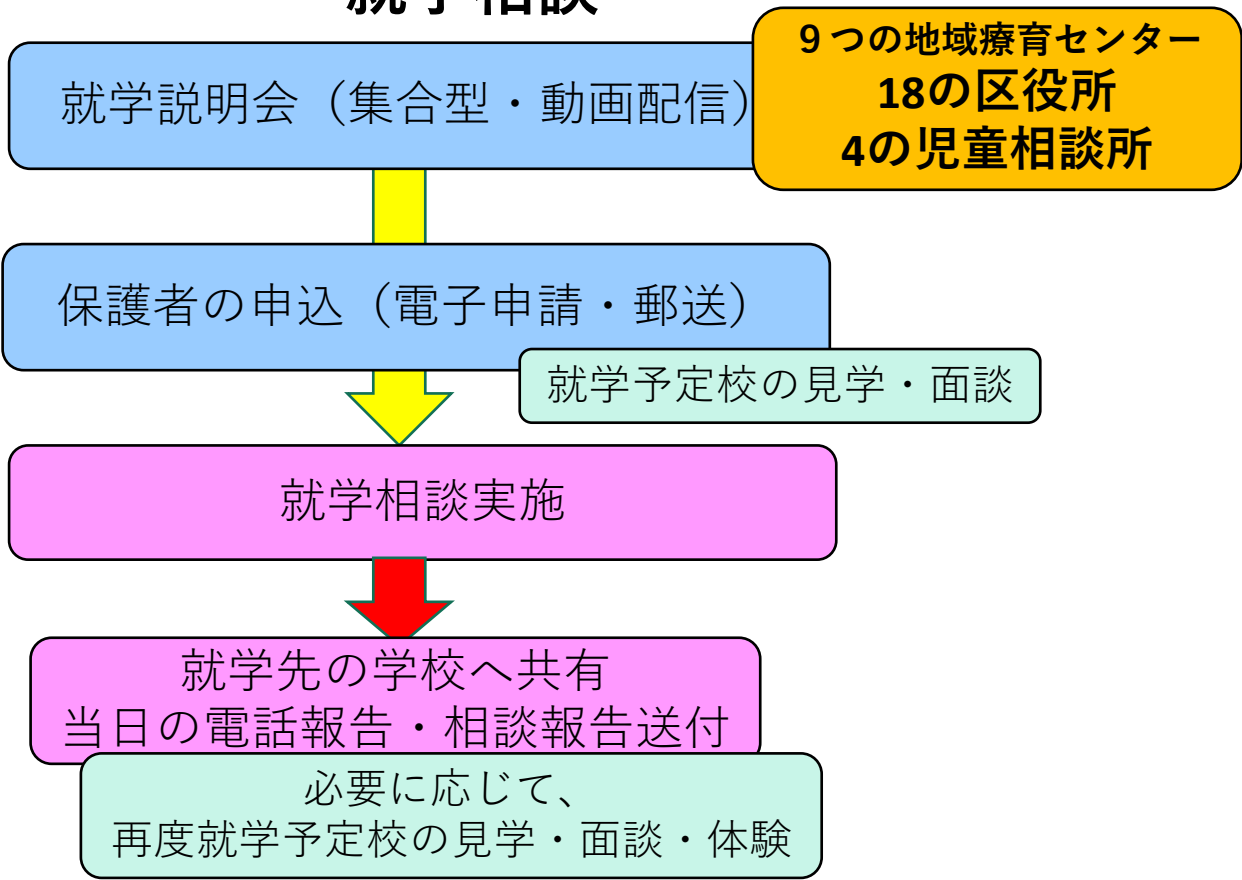 就学相談
就学説明会（集合型・動画配信）
９つの地域療育センター
18の区役所
4の児童相談所
保護者の申込（電子申請・郵送）
就学予定校の見学・面談
就学相談実施
就学先の学校へ共有
当日の電話報告・相談報告送付
必要に応じて、
再度就学予定校の見学・面談・体験